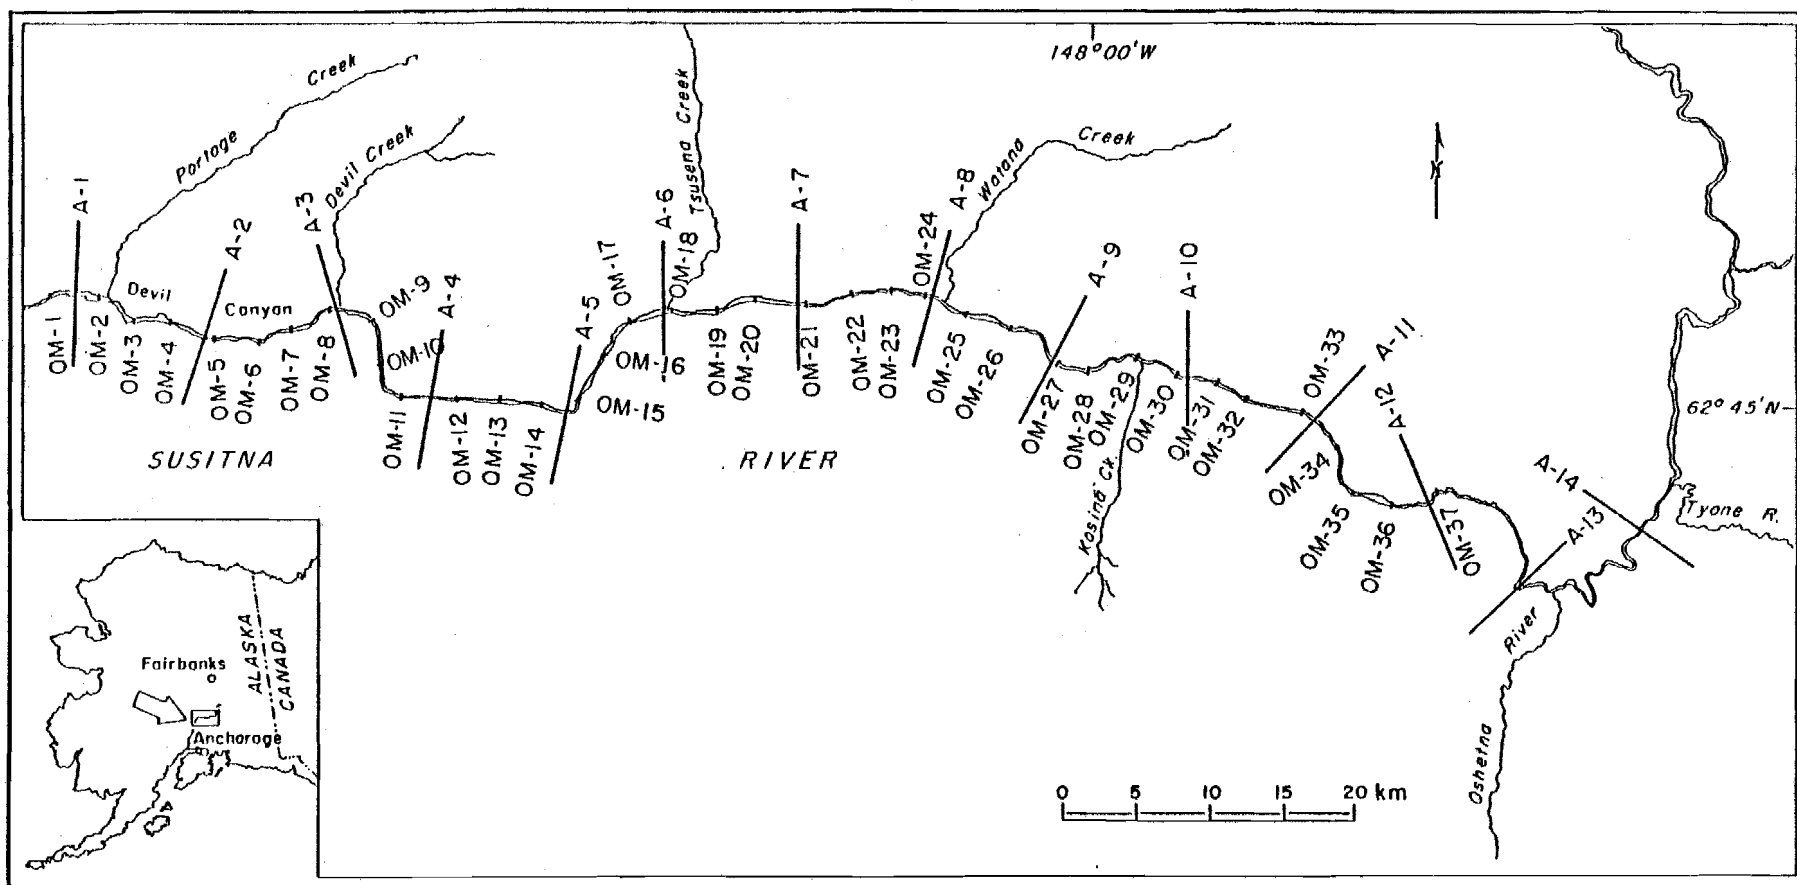 148°00'W
Portage Creek
Devil Creek
Tsusena Creek
Watana Creek
A-1
A-2
A-3
A-4
A-5
A-6
A-7
A-8
A-9
A-10
A-11
A-12
A-13
A-14
Devil Canyon
OM-1
OM-2
OM-3
OM-4
OM-5
OM-6
OM-7
OM-8
OM-9
OM-10
OM-11
OM-12
OM-13
OM-14
OM-15
OM-16
OM-17
OM-18
OM-19
OM-20
OM-21
OM-22
OM-23
OM-24
OM-25
OM-26
OM-27
OM-28
OM-29
OM-30
OM-31
OM-32
OM-33
OM-34
OM-35
OM-36
OM-37
62°45'N
SUSITNA RIVER
Kosina Ck.
Tyone R.
Oshetna River
N
Fairbanks
Anchorage
ALASKA
CANADA
0 5 10 15 20 km